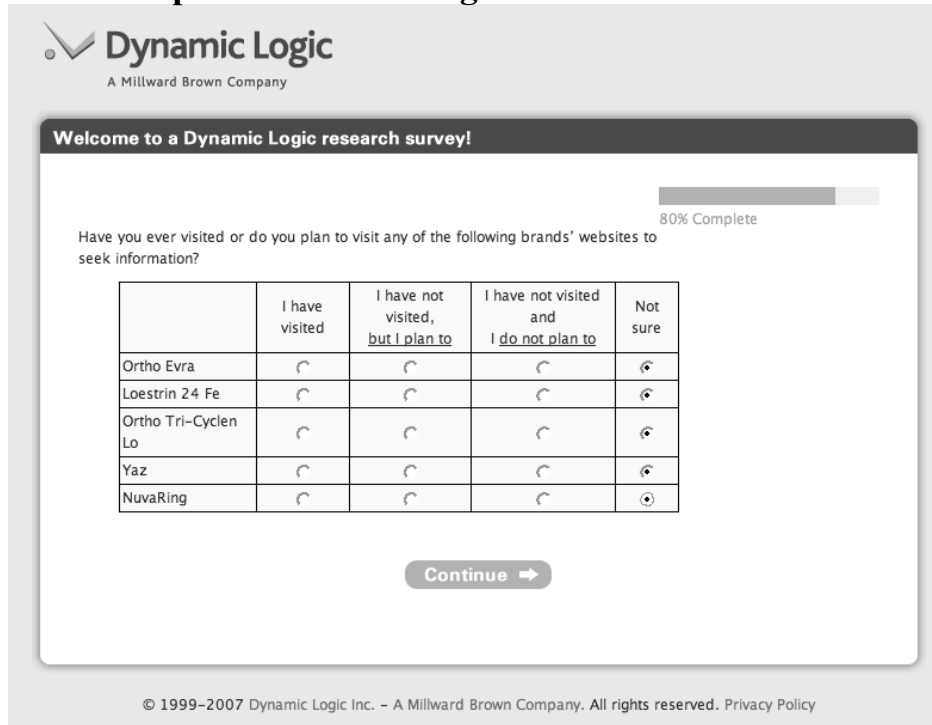 Dynamic Logic
A Millward Brown Company
Welcome to a Dynamic Logic research survey!
80% Complete
Have you ever visited or do you plan to visit any of the following brands' websites to
seek information?
I have
visited
I have not
visited,
but I plan to
I have not visited
and
I do not plan to
Not
sure
Ortho Evra
Loestrin 24 Fe
Ortho Tri-Cyclen
Lo
Yaz
NuvaRing
Continue
© 1999-2007 Dynamic Logic Inc. - A Millward Brown Company. All rights reserved. Privacy Policy